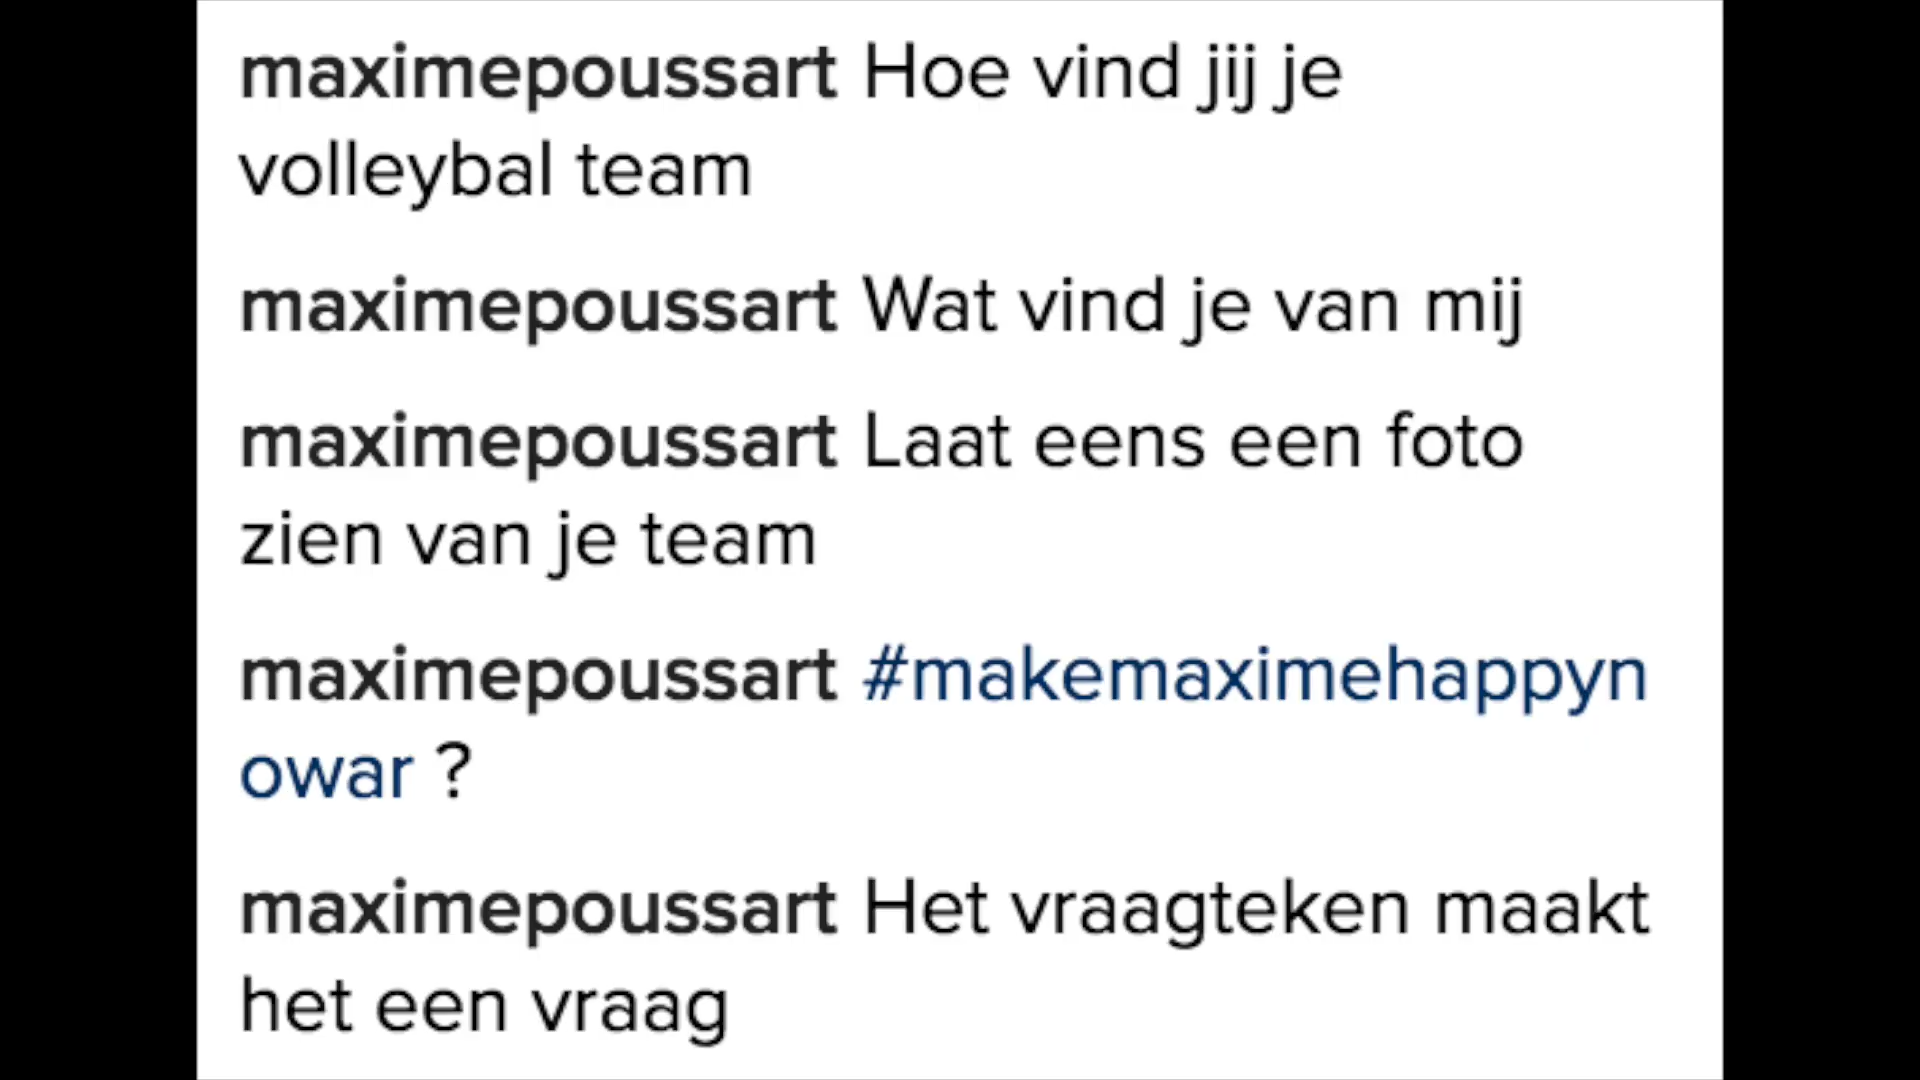 maximepoussart Hoe vind jij je
volleybal team
maximepoussart Wat vind je van mij
maximepoussart Laat eens een foto
zien van je team
maximepoussart #makemaximehappyn
owar ?
maximepoussart Het vraagteken maakt
het een vraag